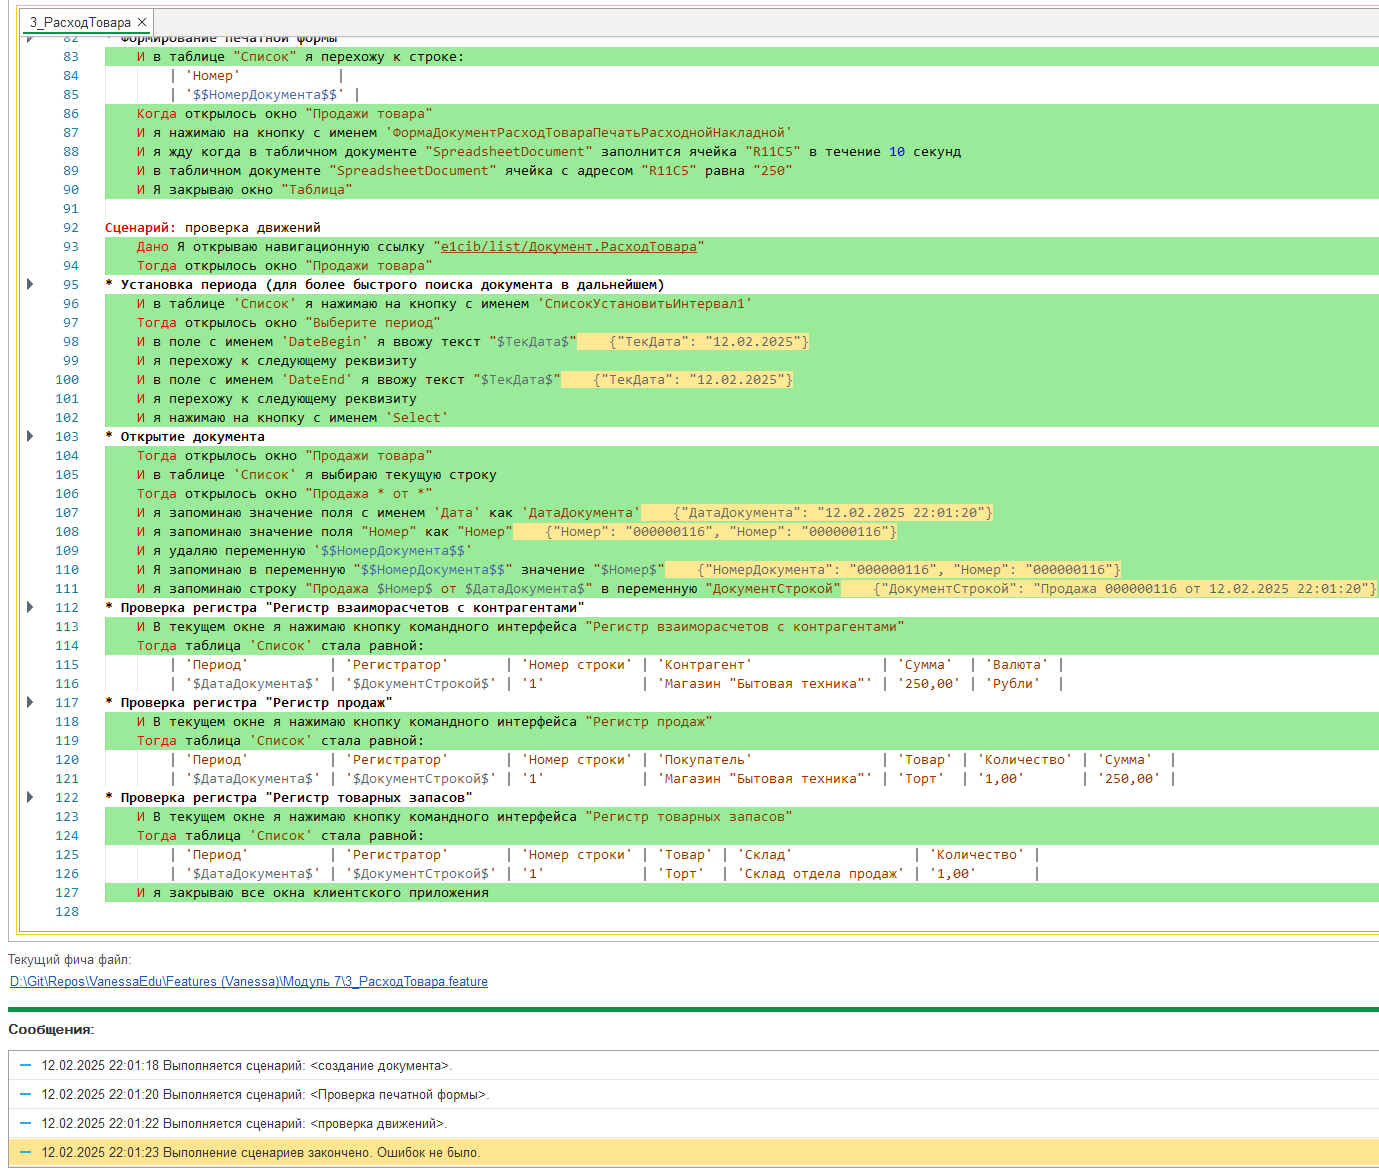 3_РасходТовара ×
82 * Формирование печатной формы
83 И в таблице "Список" я перехожу к строке:
84 | 'Номер' |
85 | '$$НомерДокумента$$' |
86 Когда открылось окно "Продажи товара"
87 И я нажимаю на кнопку с именем 'ФормаДокументРасходТовараПечатьРасходнойНакладной'
88 И я жду когда в табличном документе "SpreadsheetDocument" заполнится ячейка "R11C5" в течение 10 секунд
89 И в табличном документе "SpreadsheetDocument" ячейка с адресом "R11C5" равна "250"
90 И Я закрываю окно "Таблица"
91
92 Сценарий: проверка движений
93 Дано Я открываю навигационную ссылку "e1cib/list/Документ.РасходТовара"
94 Тогда открылось окно "Продажи товара"
95 * Установка периода (для более быстрого поиска документа в дальнейшем)
96 И в таблице 'Список' я нажимаю на кнопку с именем 'СписокУстановитьИнтервал1'
97 Тогда открылось окно "Выберите период"
98 И в поле с именем 'DateBegin' я ввожу текст "$ТекДата$" {"ТекДата": "12.02.2025"}
99 И я перехожу к следующему реквизиту
100 И в поле с именем 'DateEnd' я ввожу текст "$ТекДата$" {"ТекДата": "12.02.2025"}
101 И я перехожу к следующему реквизиту
102 И я нажимаю на кнопку с именем 'Select'
103 * Открытие документа
104 Тогда открылось окно "Продажи товара"
105 И в таблице 'Список' я выбираю текущую строку
106 Тогда открылось окно "Продажа * от *"
107 И я запоминаю значение поля с именем 'Дата' как 'ДатаДокумента' {"ДатаДокумента": "12.02.2025 22:01:20"}
108 И я запоминаю значение поля "Номер" как "Номер" {"Номер": "000000116", "Номер": "000000116"}
109 И я удаляю переменную '$$НомерДокумента$$'
110 И Я запоминаю в переменную "$$НомерДокумента$$" значение "$Номер$" {"НомерДокумента": "000000116", "Номер": "000000116"}
111 И я запоминаю строку "Продажа $Номер$ от $ДатаДокумента$" в переменную "ДокументСтрокой" {"ДокументСтрокой": "Продажа 000000116 от 12.02.2025 22:01:20"}
112 * Проверка регистра "Регистр взаиморасчетов с контрагентами"
113 И В текущем окне я нажимаю кнопку командного интерфейса "Регистр взаиморасчетов с контрагентами"
114 Тогда таблица 'Список' стала равной:
115 | 'Период' | 'Регистратор' | 'Номер строки' | 'Контрагент' | 'Сумма' | 'Валюта' |
116 | '$ДатаДокумента$' | '$ДокументСтрокой$' | '1' | 'Магазин "Бытовая техника"' | '250,00' | 'Рубли' |
117 * Проверка регистра "Регистр продаж"
118 И В текущем окне я нажимаю кнопку командного интерфейса "Регистр продаж"
119 Тогда таблица 'Список' стала равной:
120 | 'Период' | 'Регистратор' | 'Номер строки' | 'Покупатель' | 'Товар' | 'Количество' | 'Сумма' |
121 | '$ДатаДокумента$' | '$ДокументСтрокой$' | '1' | 'Магазин "Бытовая техника"' | 'Торт' | '1,00' | '250,00' |
122 * Проверка регистра "Регистр товарных запасов"
123 И В текущем окне я нажимаю кнопку командного интерфейса "Регистр товарных запасов"
124 Тогда таблица 'Список' стала равной:
125 | 'Период' | 'Регистратор' | 'Номер строки' | 'Товар' | 'Склад' | 'Количество' |
126 | '$ДатаДокумента$' | '$ДокументСтрокой$' | '1' | 'Торт' | 'Склад отдела продаж' | '1,00' |
127 И я закрываю все окна клиентского приложения
128
Текущий фича файл:
D:\Git\Repos\VanessaEdu\Features (Vanessa)\Модуль 7\3_РасходТовара.feature
Сообщения:
12.02.2025 22:01:18 Выполняется сценарий: <создание документа>.
12.02.2025 22:01:20 Выполняется сценарий: <Проверка печатной формы>.
12.02.2025 22:01:22 Выполняется сценарий: <проверка движений>.
12.02.2025 22:01:23 Выполнение сценариев закончено. Ошибок не было.